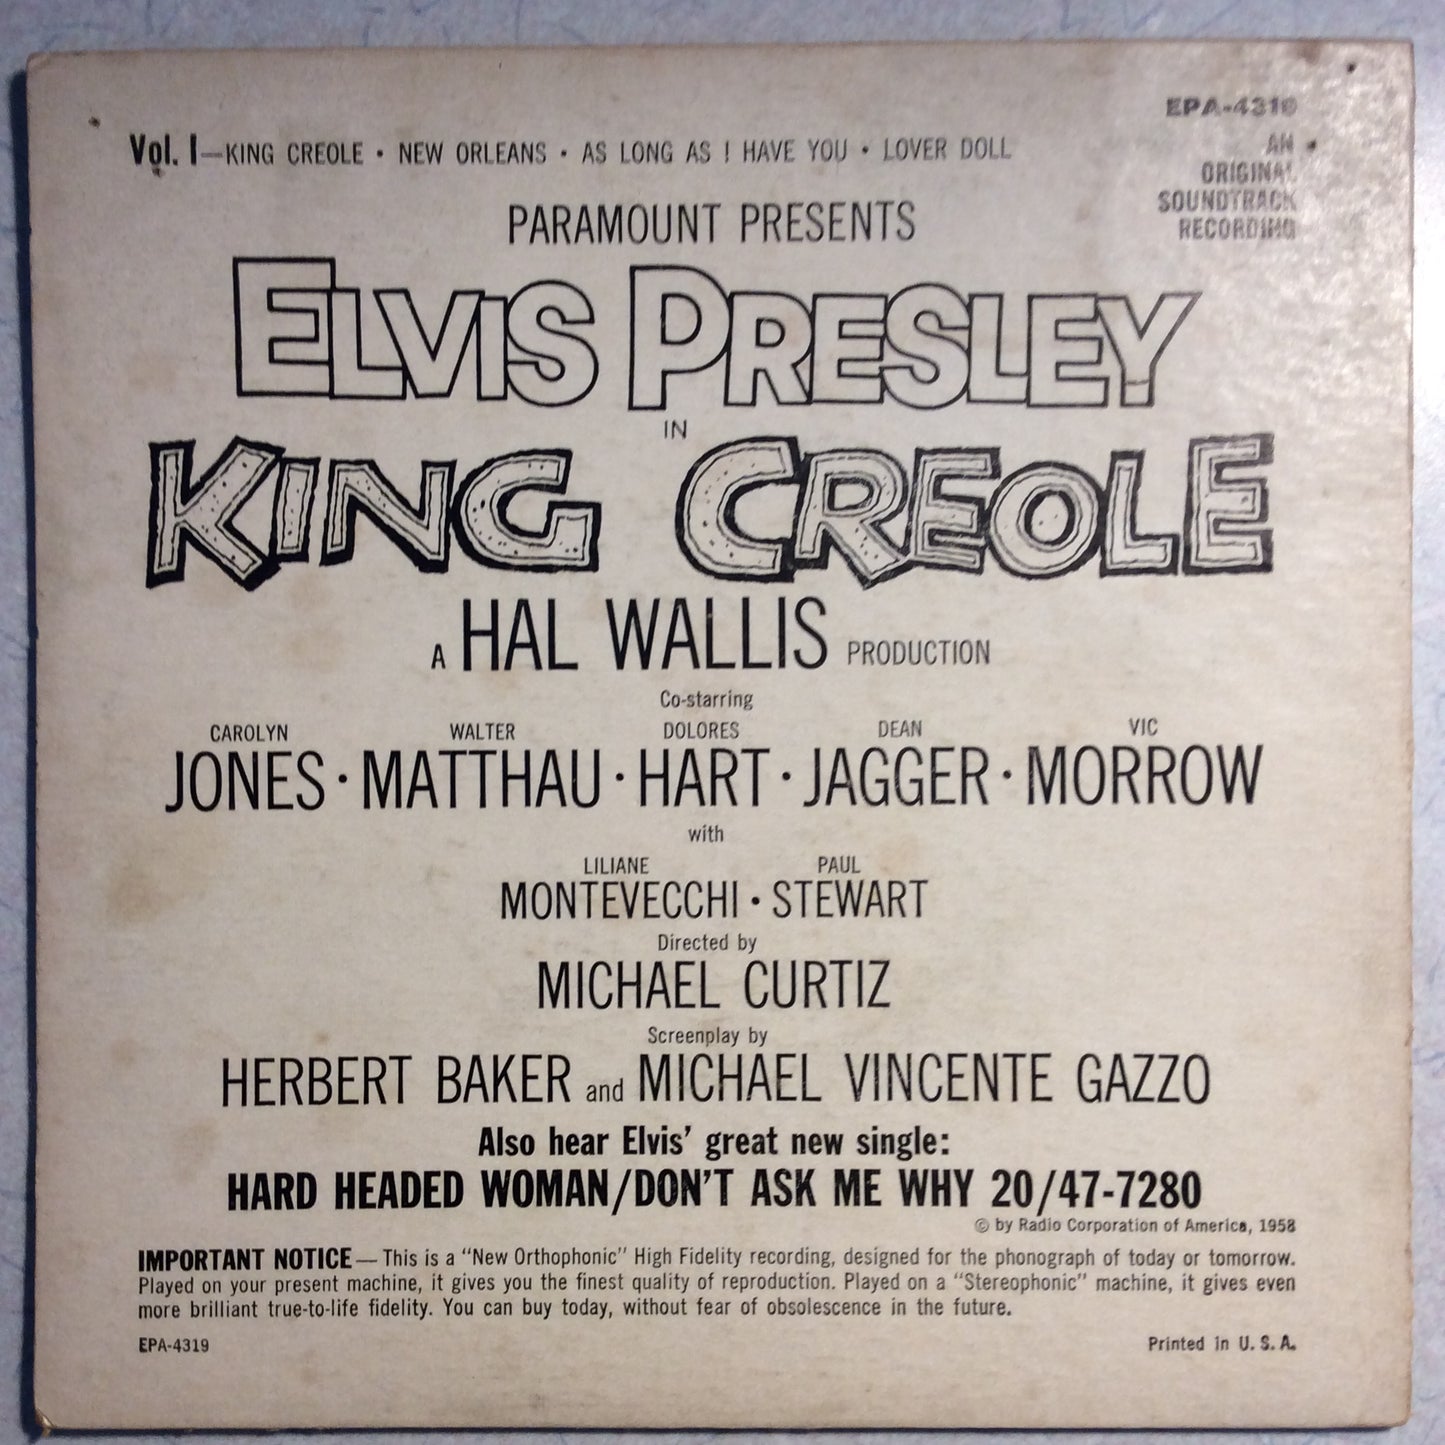 EPA-4319
Vol. I—KING CREOLE • NEW ORLEANS • AS LONG AS I HAVE YOU • LOVER DOLL
AN
ORIGINAL
SOUNDTRACK
RECORDING
PARAMOUNT PRESENTS
ELVIS PRESLEY
IN
KING CREOLE
A HAL WALLIS PRODUCTION
Co-starring
CAROLYN WALTER DOLORES DEAN VIC
JONES • MATTHAU • HART • JAGGER • MORROW
with
LILIANE PAUL
MONTEVECCHI • STEWART
Directed by
MICHAEL CURTIZ
Screenplay by
HERBERT BAKER and MICHAEL VINCENTE GAZZO
Also hear Elvis' great new single:
HARD HEADED WOMAN/DON'T ASK ME WHY 20/47-7280
© by Radio Corporation of America, 1958
IMPORTANT NOTICE — This is a "New Orthophonic" High Fidelity recording, designed for the phonograph of today or tomorrow.
Played on your present machine, it gives you the finest quality of reproduction. Played on a "Stereophonic" machine, it gives even
more brilliant true-to-life fidelity. You can buy today, without fear of obsolescence in the future.
EPA-4319
Printed in U. S. A.